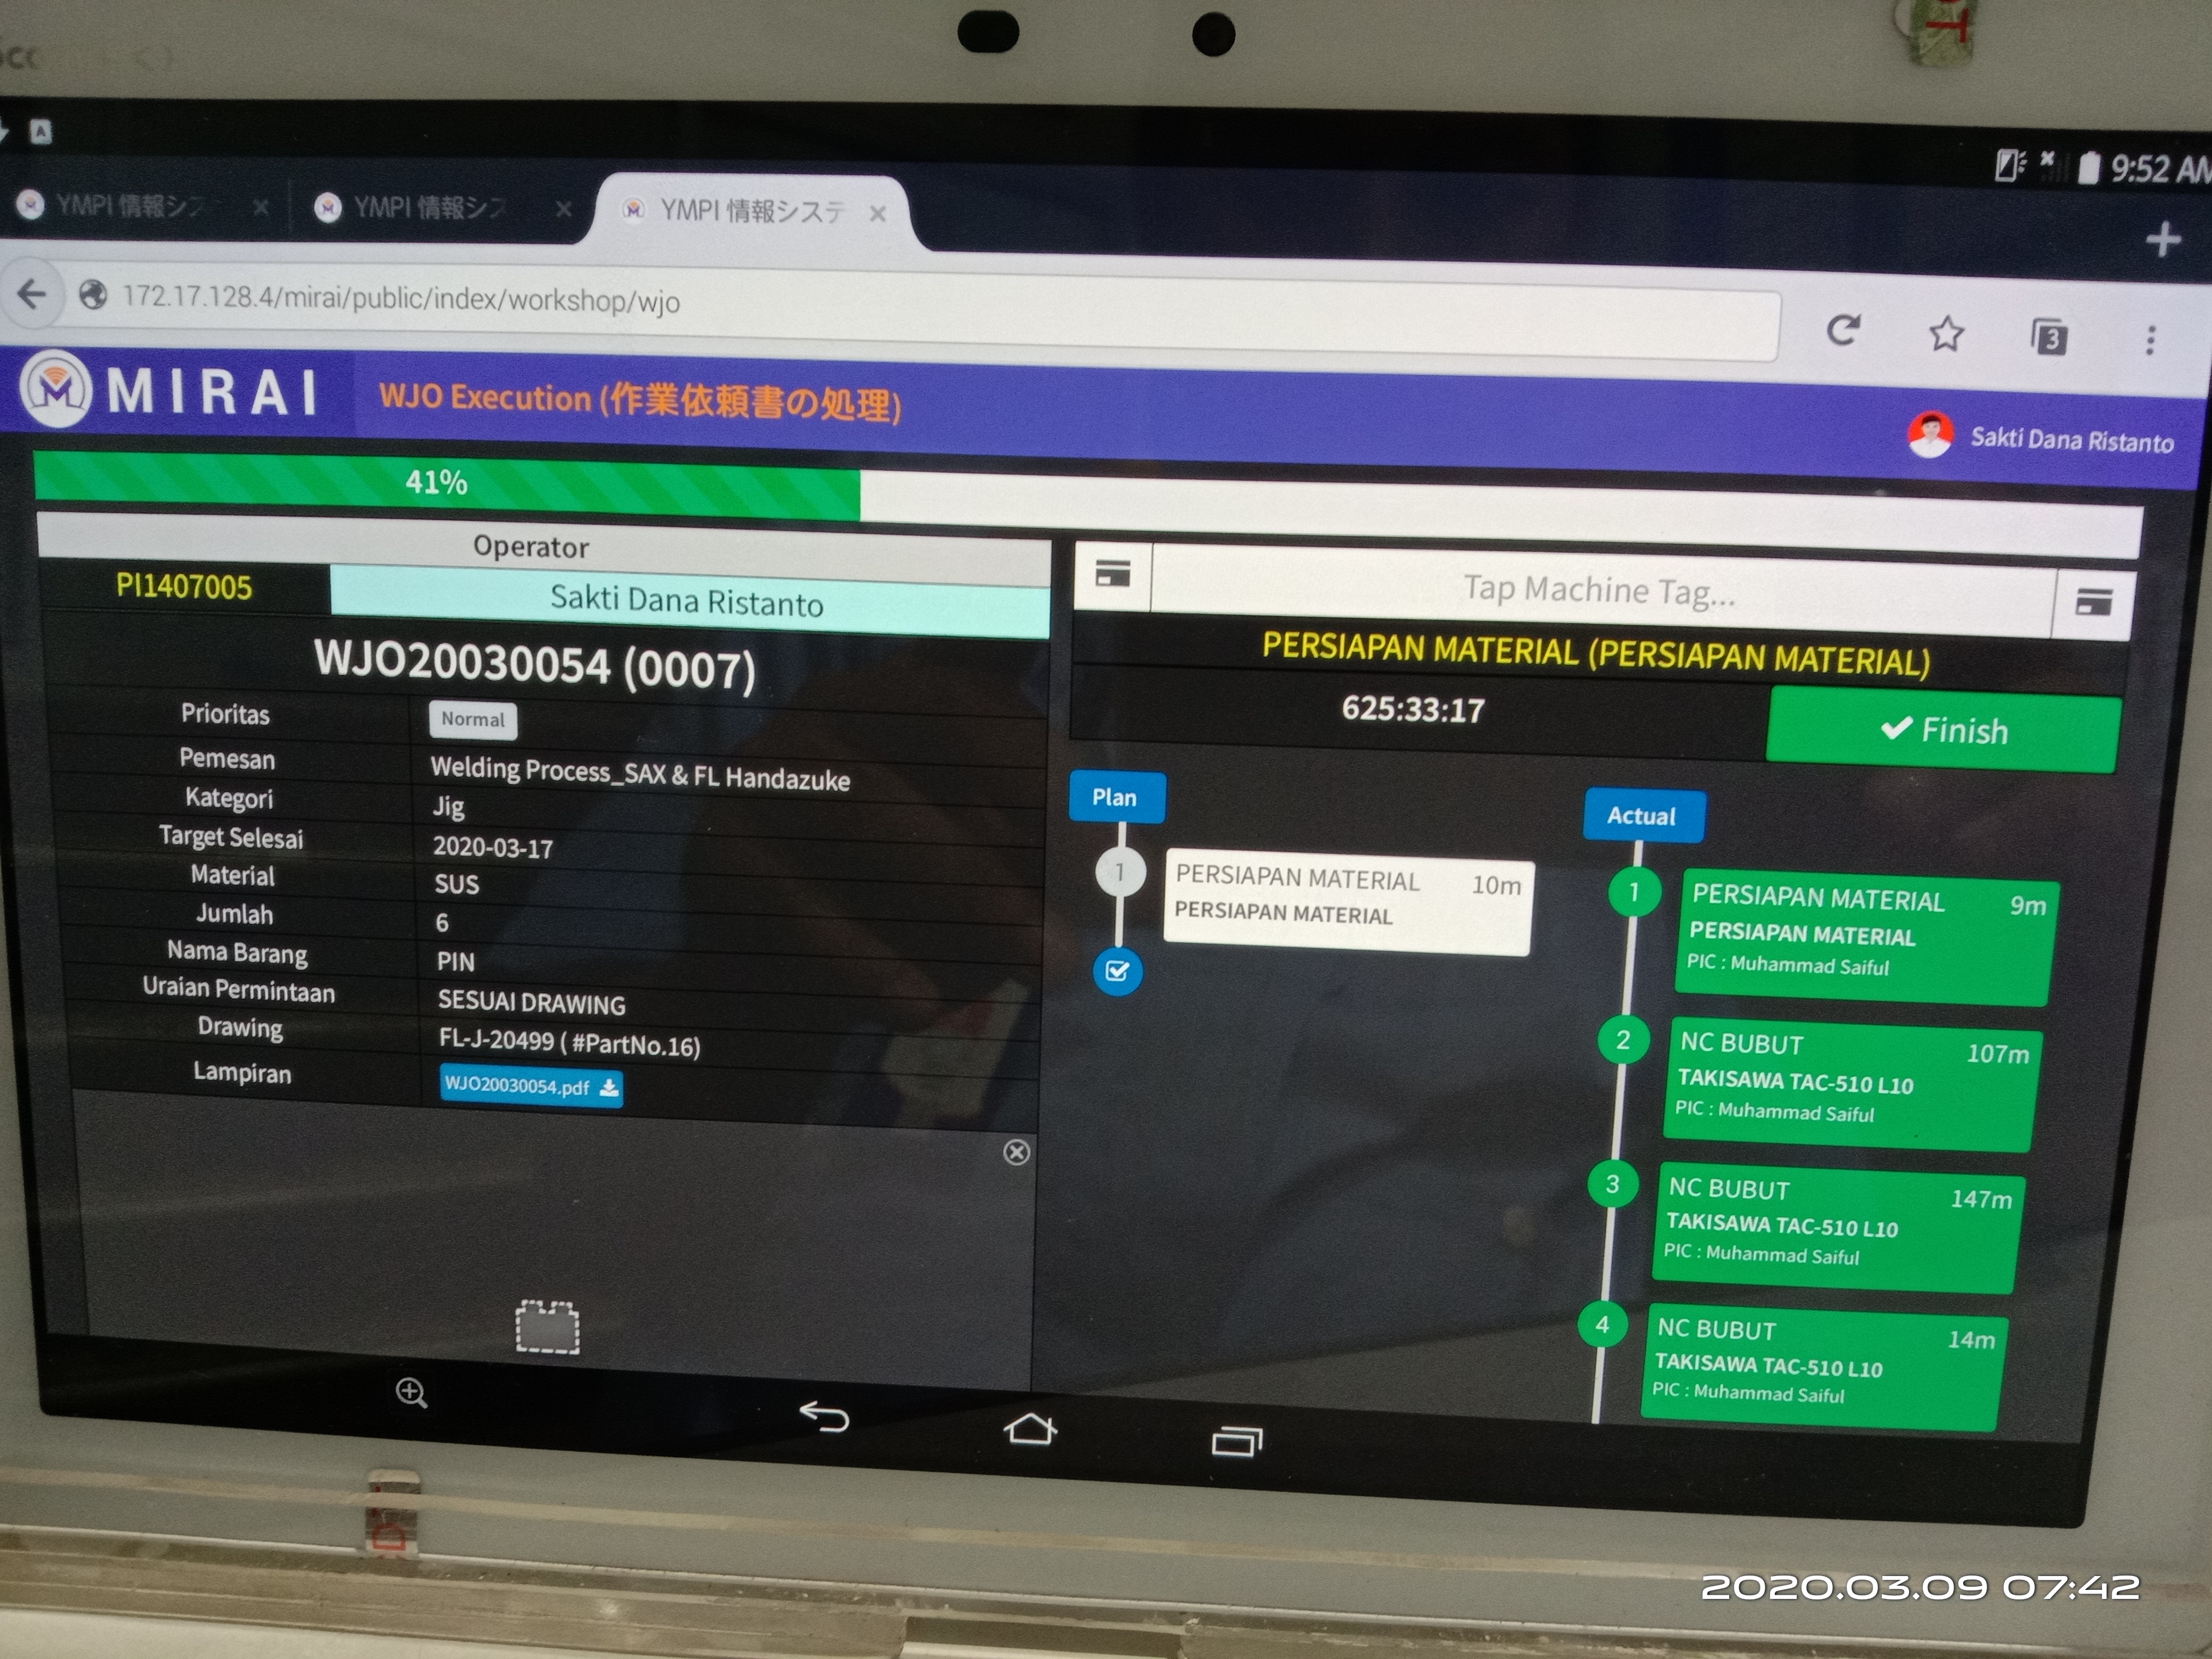 A
9:52 AM
YMPI 情報シス
YMPI 情報シス
YMPI 情報システ
172.17.128.4/mirai/public/index/workshop/wjo
3
MIRAI
WJO Execution (作業依頼書の処理)
Sakti Dana Ristanto
41%
Operator
PI1407005
Sakti Dana Ristanto
WJO20030054 (0007)
Prioritas
Normal
Pemesan
Welding Process_SAX & FL Handazuke
Kategori
Jig
Target Selesai
2020-03-17
Material
SUS
Jumlah
6
Nama Barang
PIN
Uraian Permintaan
SESUAI DRAWING
Drawing
FL-J-20499 ( #PartNo.16)
Lampiran
WJO20030054.pdf
Tap Machine Tag...
PERSIAPAN MATERIAL (PERSIAPAN MATERIAL)
625:33:17
Finish
Plan
1
PERSIAPAN MATERIAL 10m
PERSIAPAN MATERIAL
Actual
1
PERSIAPAN MATERIAL 9m
PERSIAPAN MATERIAL
PIC : Muhammad Saiful
2
NC BUBUT 107m
TAKISAWA TAC-510 L10
PIC : Muhammad Saiful
3
NC BUBUT 147m
TAKISAWA TAC-510 L10
PIC : Muhammad Saiful
4
NC BUBUT 14m
TAKISAWA TAC-510 L10
PIC : Muhammad Saiful
2020.03.09 07:42